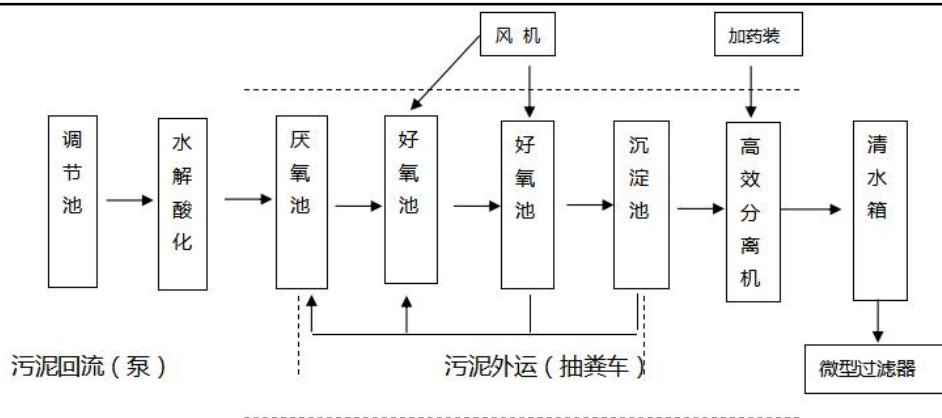 风 机
加药装
调节池
水解酸化
厌氧池
好氧池
好氧池
沉淀池
高效分离机
清水箱
污泥回流（泵）
污泥外运（抽粪车）
微型过滤器